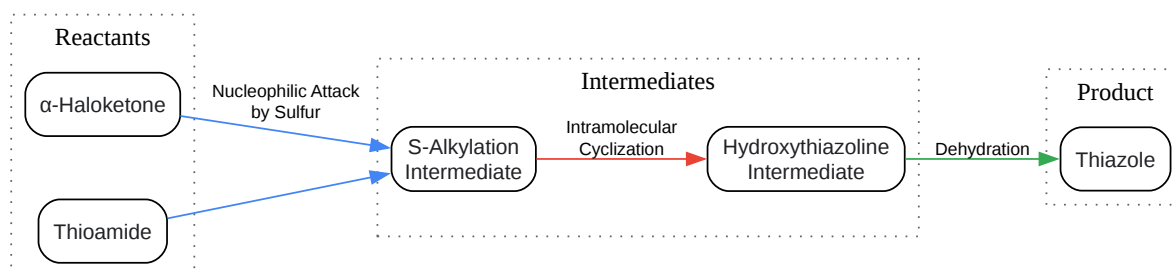 Reactants
α-Haloketone
Thioamide
Nucleophilic Attack
by Sulfur
Intermediates
S-Alkylation
Intermediate
Intramolecular
Cyclization
Hydroxythiazoline
Intermediate
Dehydration
Product
Thiazole